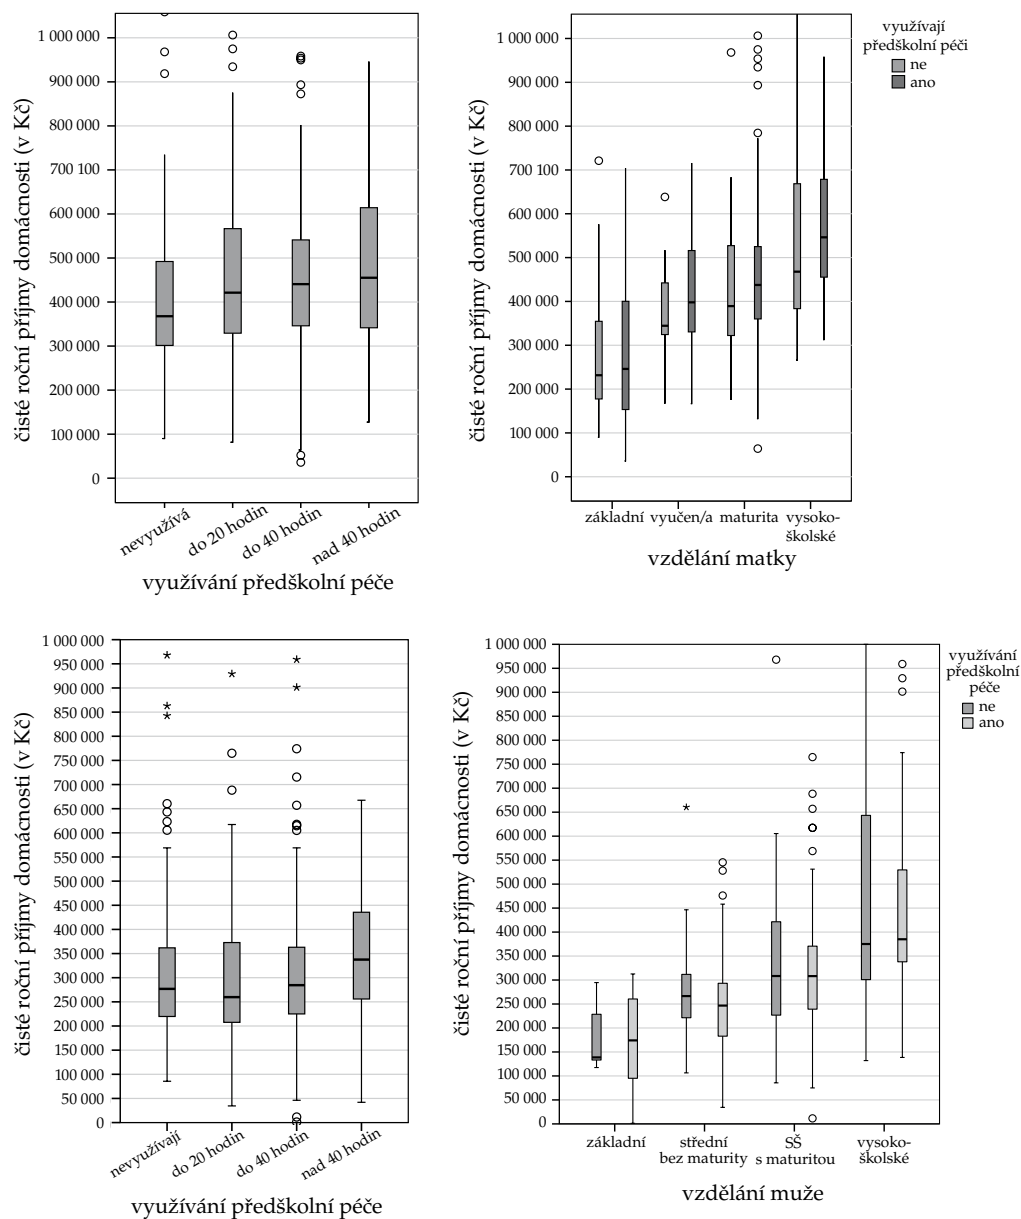 čisté roční příjmy domácnosti (v Kč)
1 000 000
900 000
800 000
700 100
600 000
500 000
400 000
300 000
200 000
100 000
0
nevyužívá
do 20 hodin
do 40 hodin
nad 40 hodin
využívání předškolní péče
čisté roční příjmy domácnosti (v Kč)
1 000 000
900 000
800 000
700 100
600 000
500 000
400 000
300 000
200 000
100 000
0
základní
vyučen/a
maturita
vysoko-
školské
vzdělání matky
využívají
předškolní péči
ne
ano
čisté roční příjmy domácnosti (v Kč)
1 000 000
950 000
900 000
850 000
800 000
750 000
700 000
650 000
600 000
550 000
500 000
450 000
400 000
350 000
300 000
250 000
200 000
150 000
100 000
50 000
0
nevyužívají
do 20 hodin
do 40 hodin
nad 40 hodin
využívání předškolní péče
čisté roční příjmy domácnosti (v Kč)
1 000 000
950 000
900 000
850 000
800 000
750 000
700 000
650 000
600 000
550 000
500 000
450 000
400 000
350 000
300 000
250 000
200 000
150 000
100 000
50 000
0
základní
střední
bez maturity
SŠ
s maturitou
vysoko-
školské
vzdělání muže
využívání
předškolní
péče
ne
ano